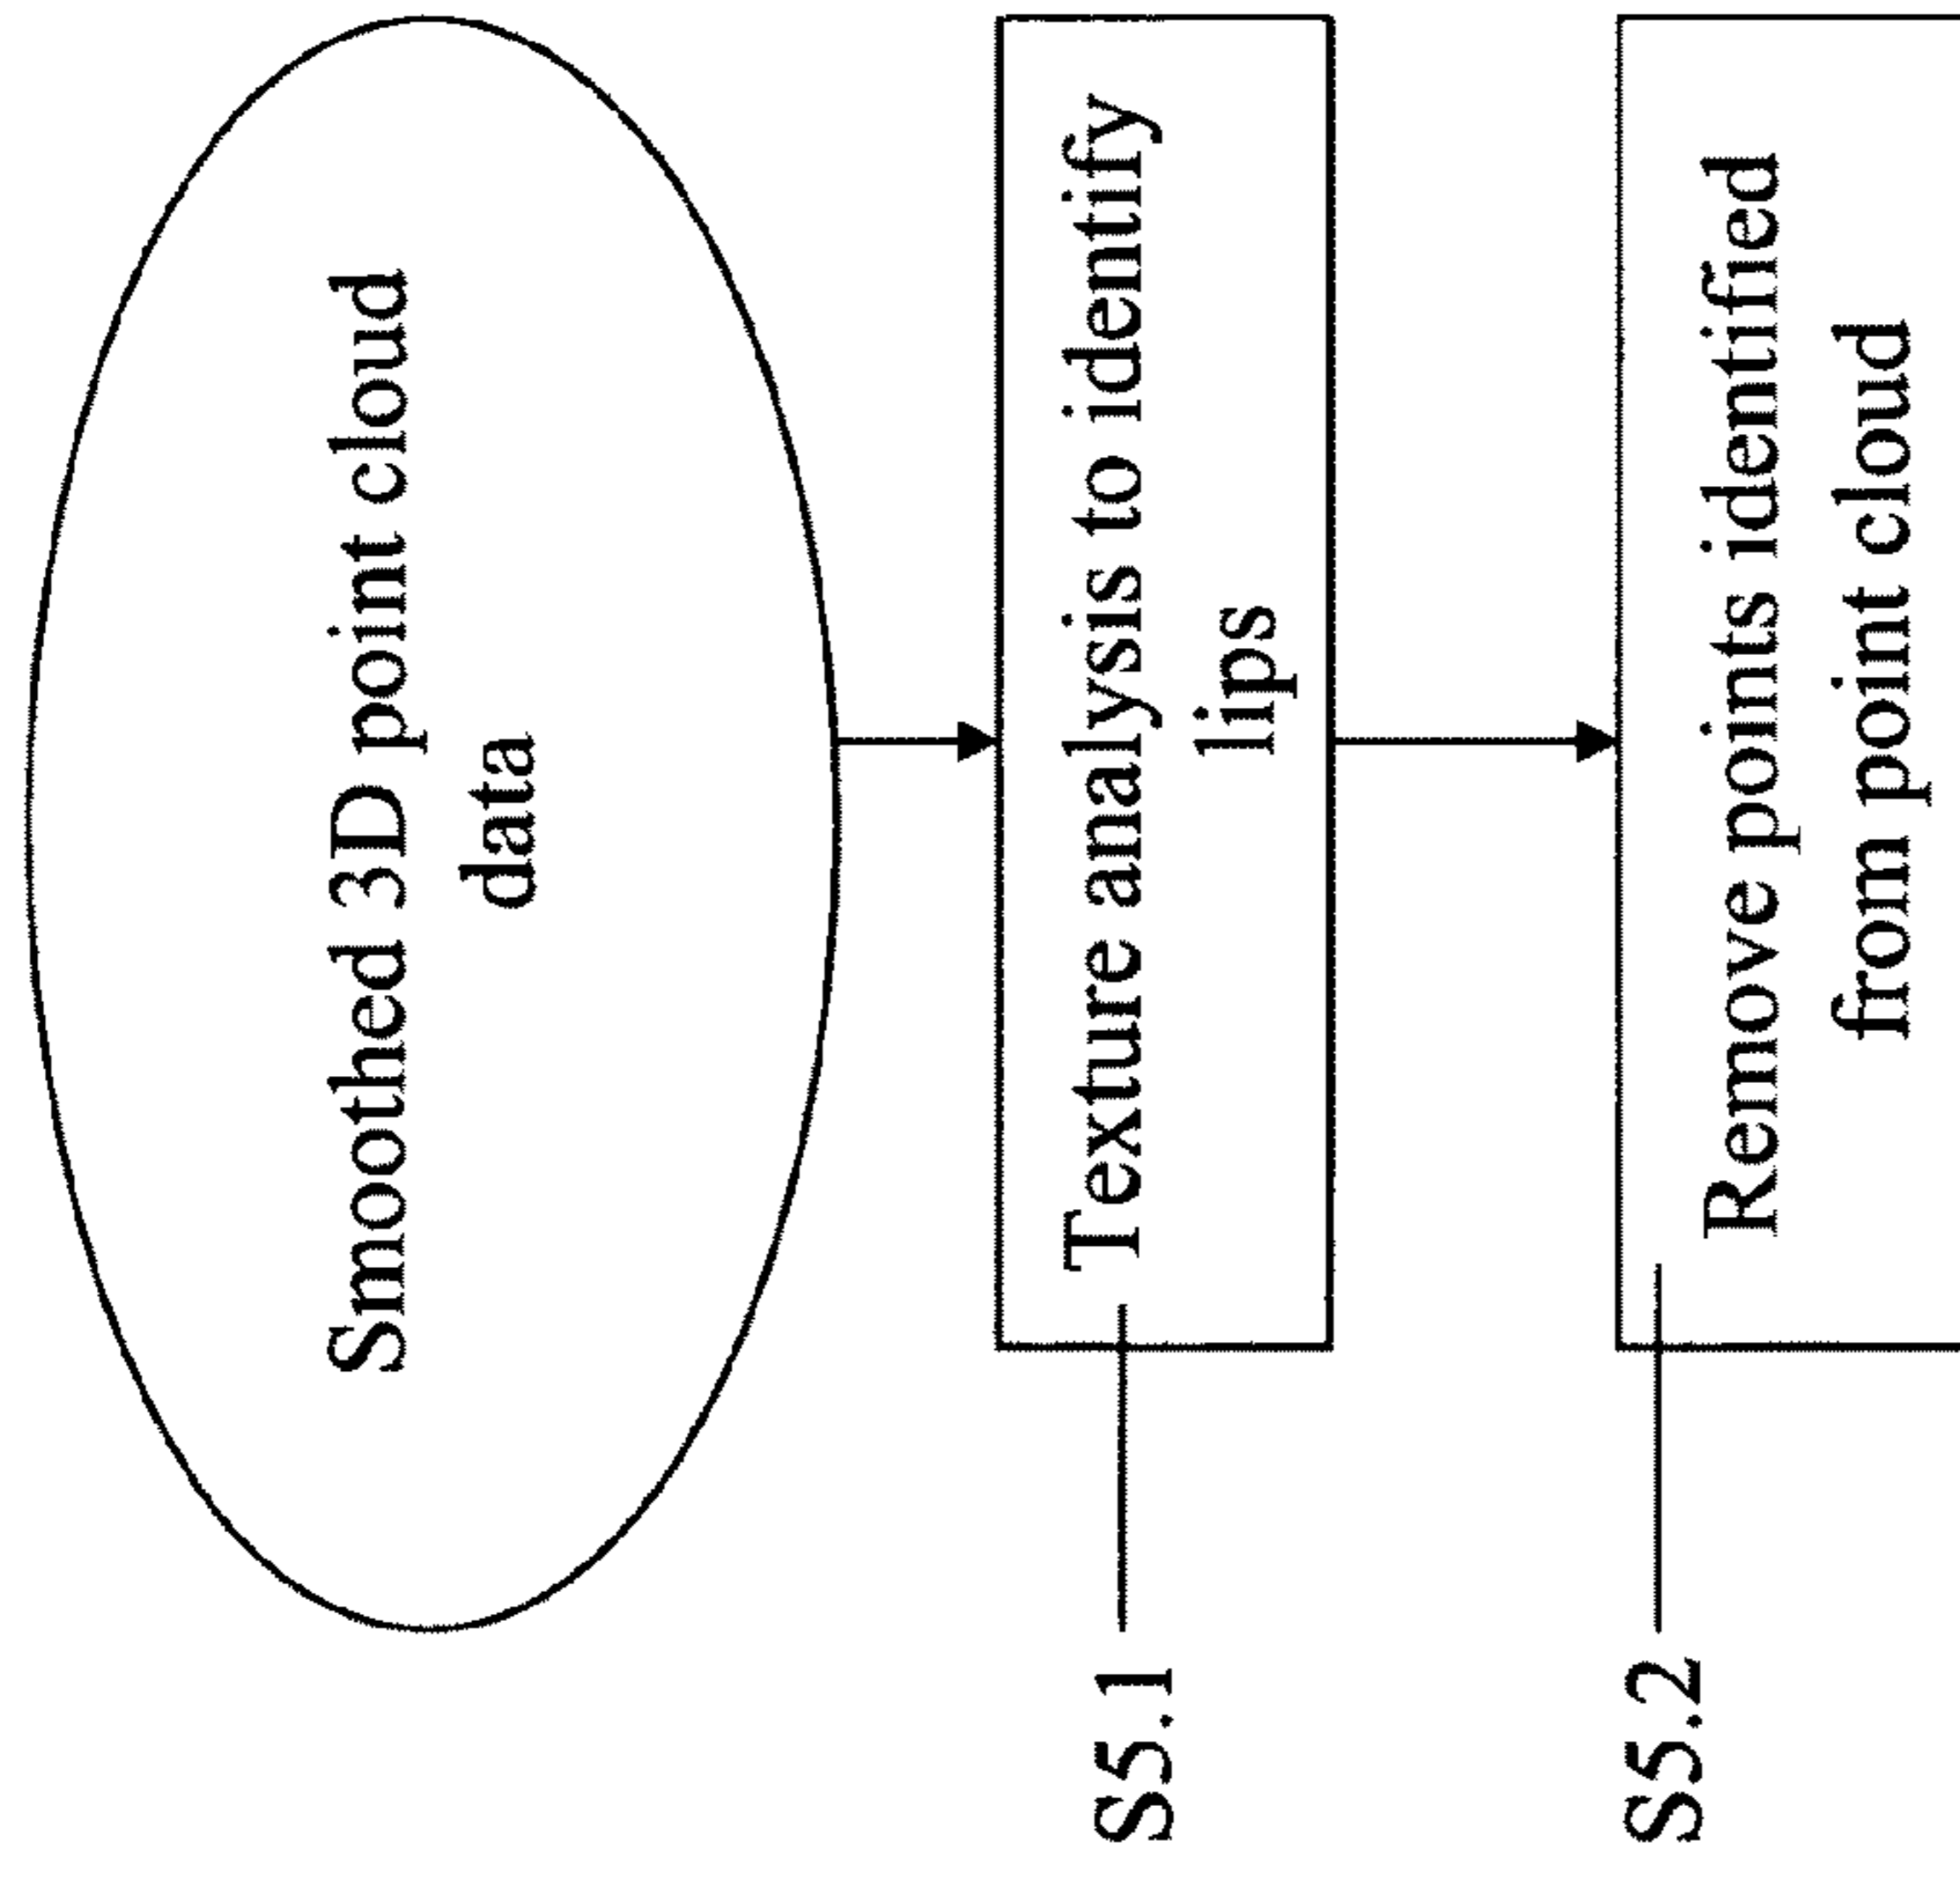 Smoothed 3D point cloud
data
S5.1
Texture analysis to identify
lips
S5.2
Remove points identified
from point cloud